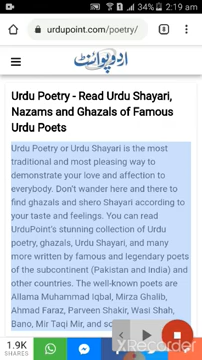 34% 2:19 am
urdupoint.com/poetry/
8
اردو پوائنٹ
Urdu Poetry - Read Urdu Shayari,
Nazams and Ghazals of Famous
Urdu Poets
Urdu Poetry or Urdu Shayari is the most
traditional and most pleasing way to
demonstrate your love and affection to
everybody. Don't wander here and there to
find ghazals and shero Shayari according to
your taste and feelings. You can read
UrduPoint's stunning collection of Urdu
poetry, ghazals, Urdu Shayari, and many
more written by famous and legendary poets
of the subcontinent (Pakistan and India) and
other countries. The well-known poets are
Allama Muhammad Iqbal, Mirza Ghalib,
Ahmad Faraz, Parveen Shakir, Wasi Shah,
Bano, Mir Taqi Mir, and so
1.9K
SHARES
XRecorder